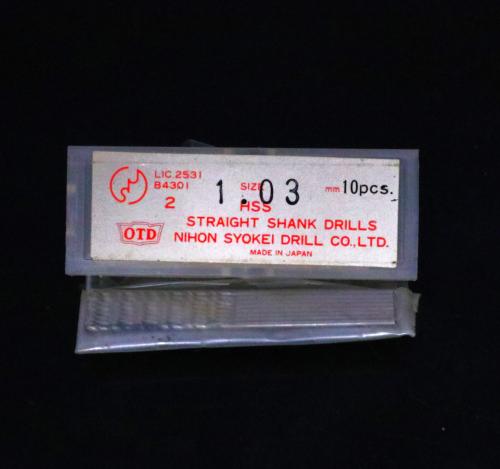 LIC.2531
B4301
2
SIZE 1.03 mm 10pcs.
HSS
STRAIGHT SHANK DRILLS
OTD
NIHON SYOKEI DRILL CO.,LTD.
MADE IN JAPAN